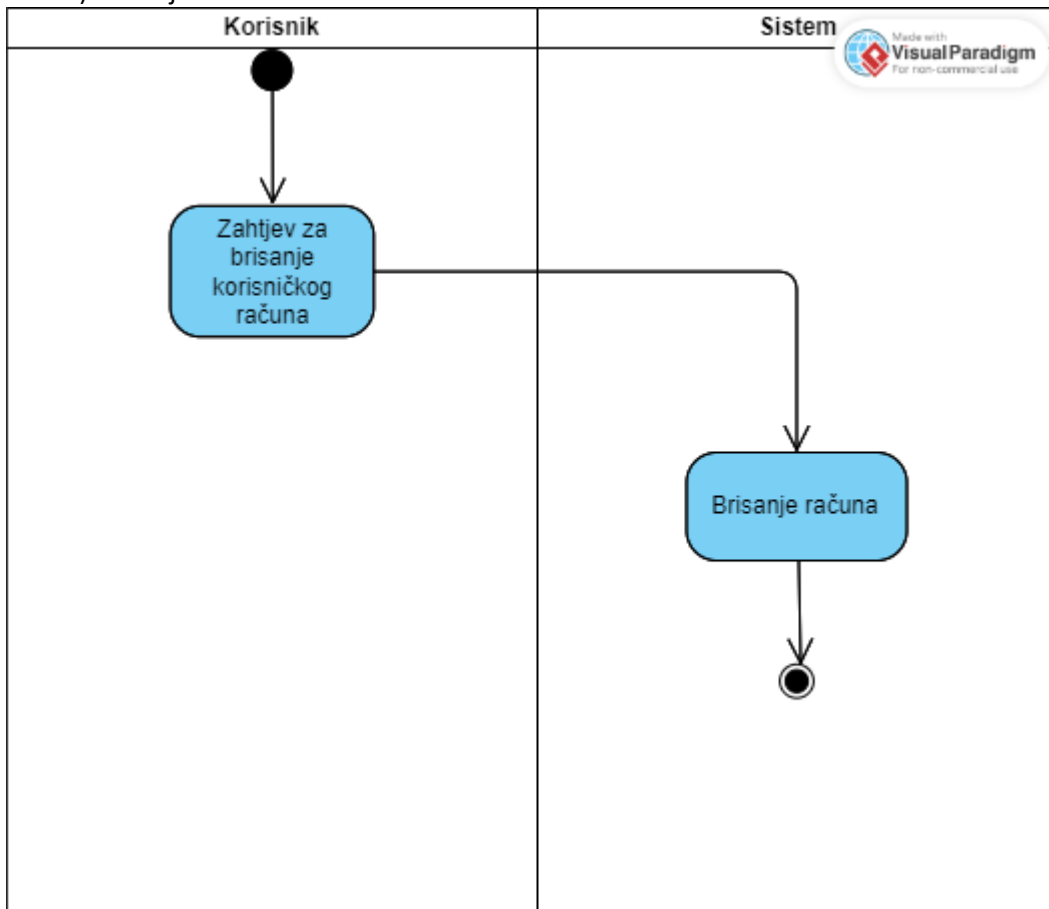 Korisnik
Sistem
Made with
Visual Paradigm
For non-commercial use
Zahtjev za
brisanje
korisničkog
računa
Brisanje računa